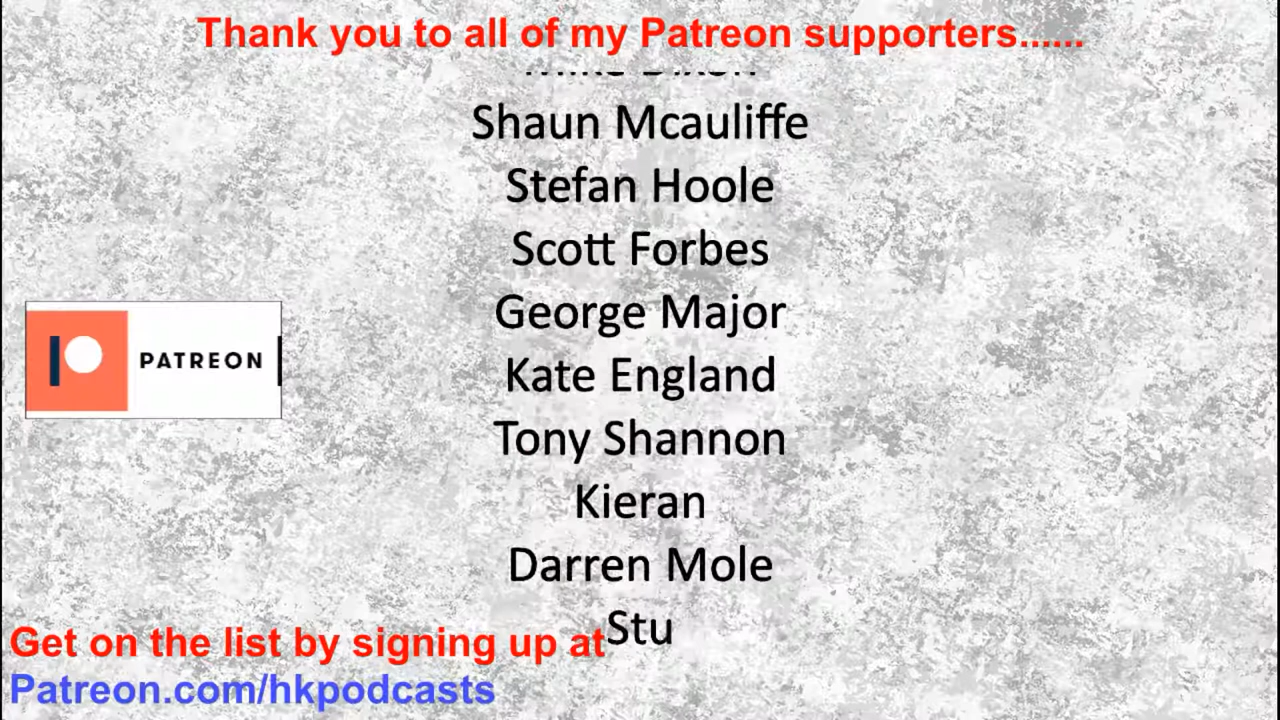 Thank you to all of my Patreon supporters......
Shaun Mcauliffe
Stefan Hoole
Scott Forbes
George Major
PATREON
Kate England
Tony Shannon
Kieran
Darren Mole
Stu
Get on the list by signing up at
Patreon.com/hkpodcasts